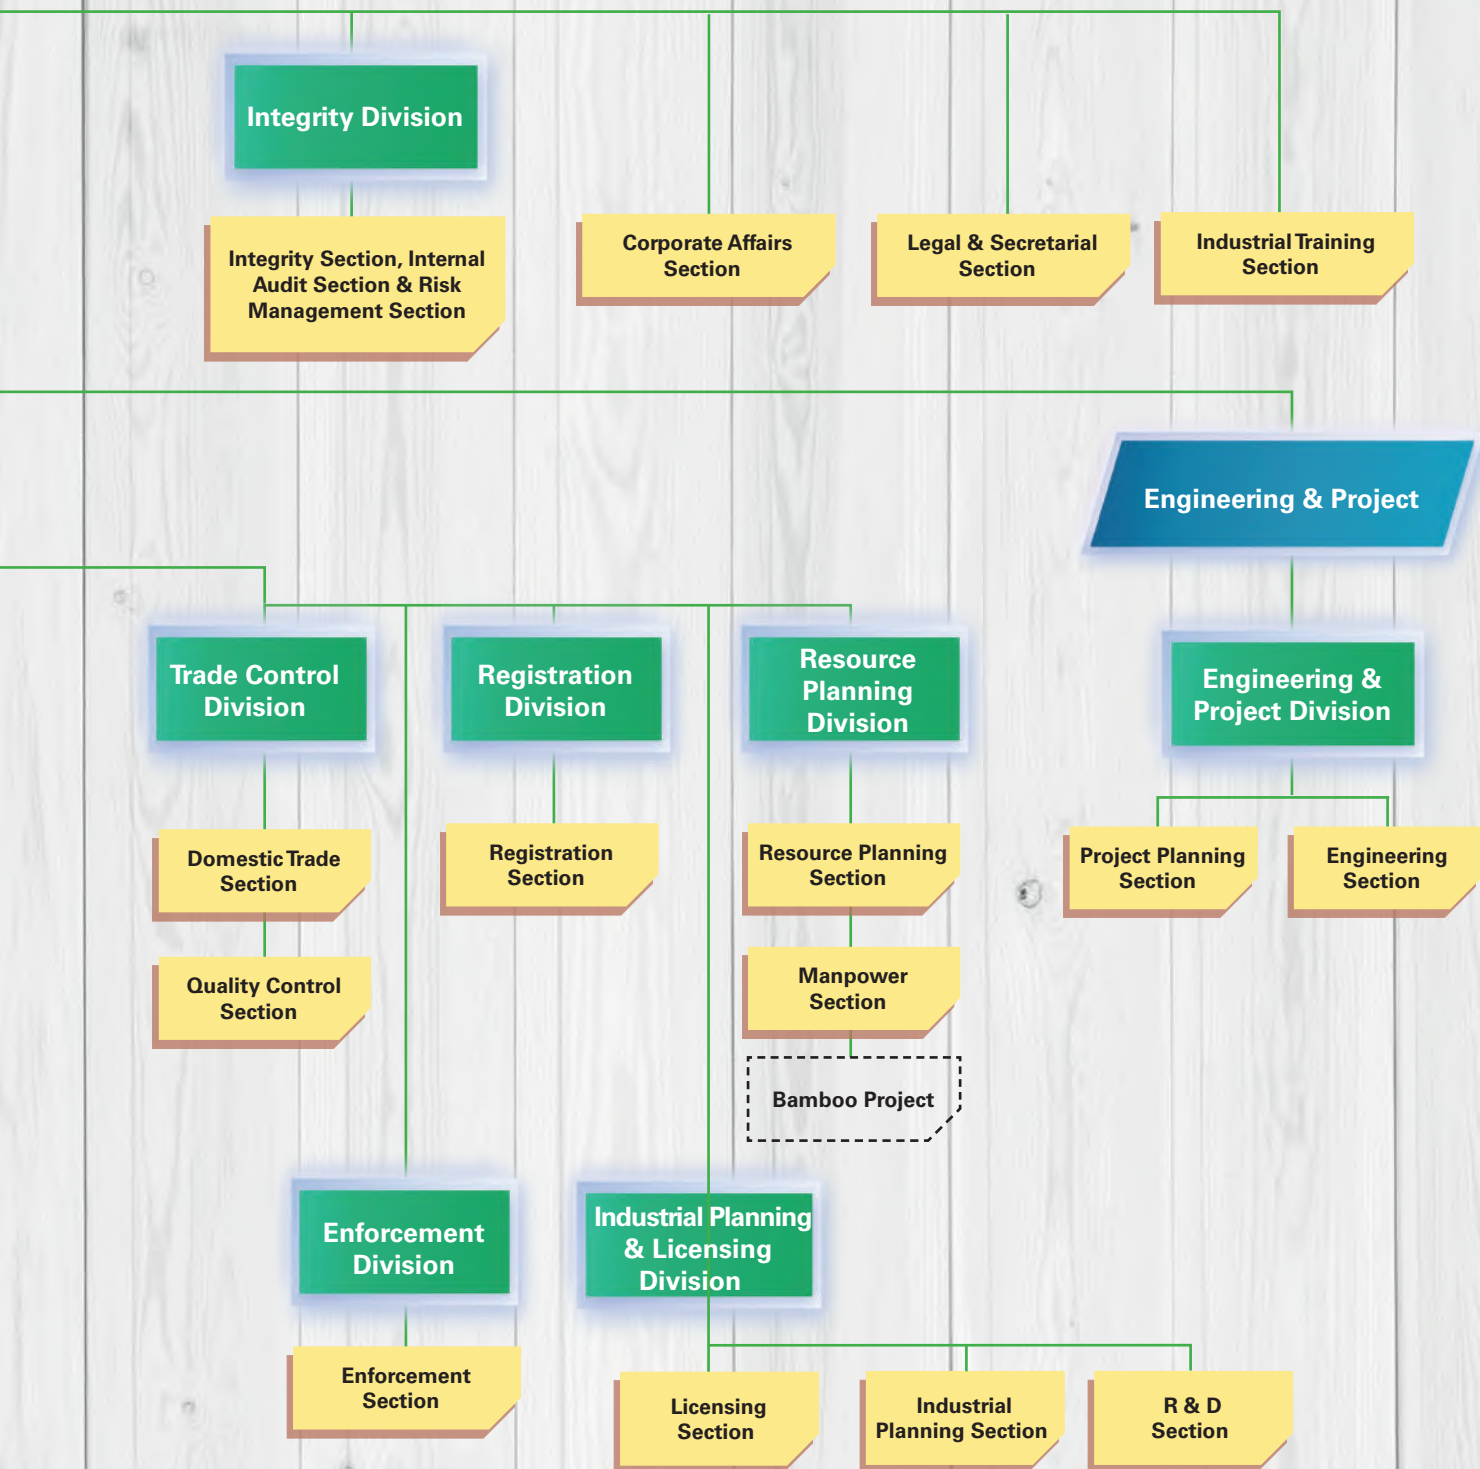 Integrity Division
Integrity Section, Internal
Audit Section & Risk
Management Section
Corporate Affairs
Section
Legal & Secretarial
Section
Industrial Training
Section
Engineering & Project
Trade Control
Division
Registration
Division
Resource
Planning
Division
Engineering &
Project Division
Domestic Trade
Section
Registration
Section
Resource Planning
Section
Project Planning
Section
Engineering
Section
Quality Control
Section
Manpower
Section
Bamboo Project
Enforcement
Division
Industrial Planning
& Licensing
Division
Enforcement
Section
Licensing
Section
Industrial
Planning Section
R & D
Section